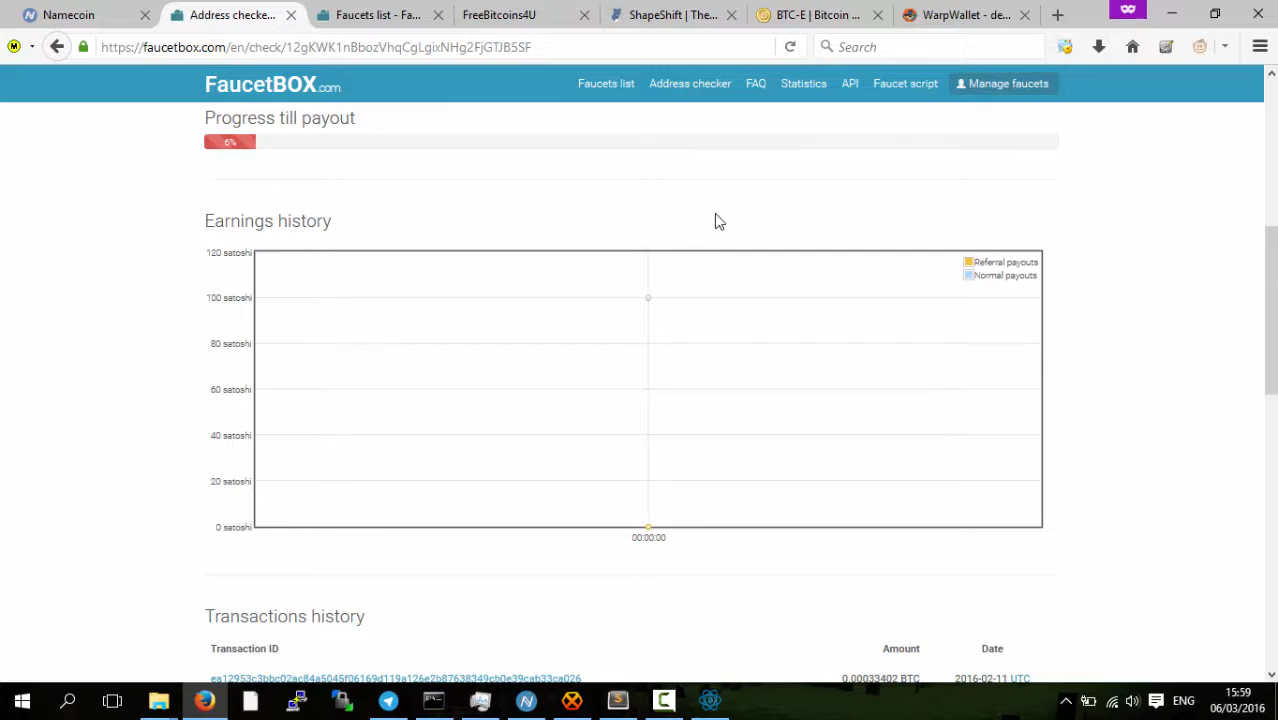 Namecoin
Address checke...
Faucets list - Fa...
FreeBitcoins4U
ShapeShift | The...
BTC-E | Bitcoin ...
WarpWallet - de...
https://faucetbox.com/en/check/12gKWK1nBbozVhqCgLgixNHg2FjGTJB5SF
Search
FaucetBOX.com
Faucets list
Address checker
FAQ
Statistics
API
Faucet script
Manage faucets
Progress till payout
6%
Earnings history
120 satoshi
100 satoshi
80 satoshi
60 satoshi
40 satoshi
20 satoshi
0 satoshi
Referral payouts
Normal payouts
00:00:00
Transactions history
Transaction ID
Amount
Date
ea12953c3bbc02ac84a5045f06169d119a126e2b87638349cb0e39cab33ca026
0.00033402 BTC
2016-02-11 UTC
ENG
15:59
06/03/2016